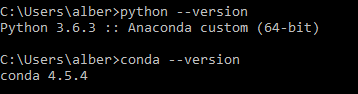 C:\Users\alber>python --version
Python 3.6.3 :: Anaconda custom (64-bit)
C:\Users\alber>conda --version
conda 4.5.4